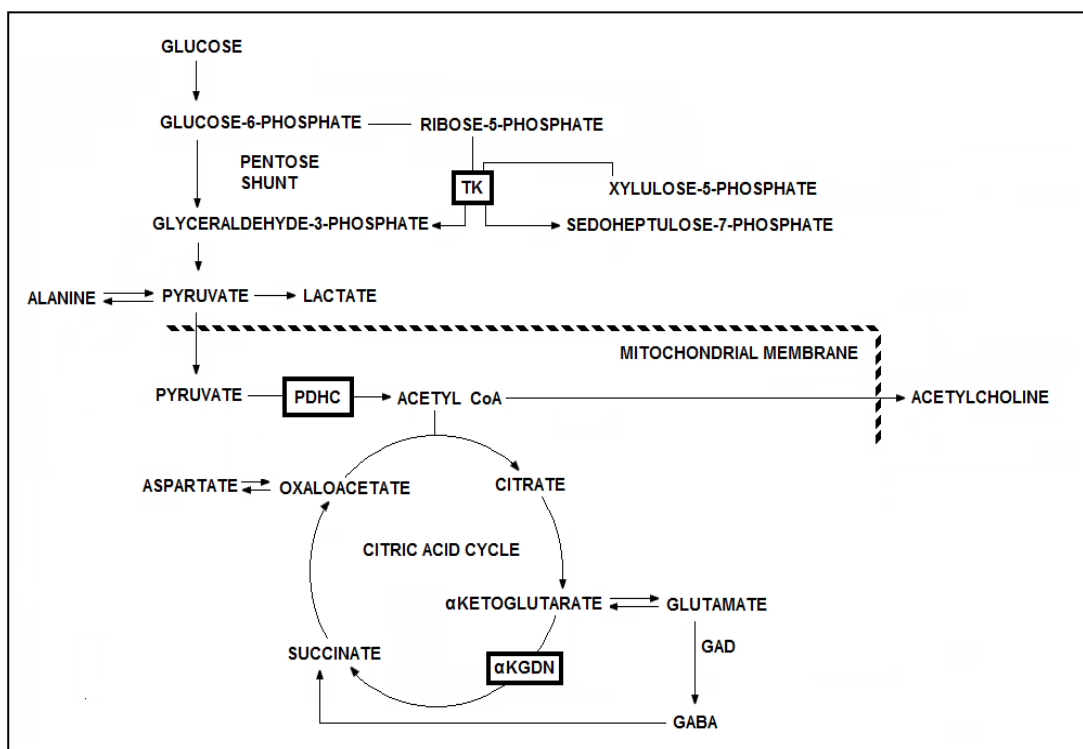 GLUCOSE
GLUCOSE-6-PHOSPHATE
RIBOSE-5-PHOSPHATE
PENTOSE
SHUNT
TK
XYLULOSE-5-PHOSPHATE
GLYCERALDEHYDE-3-PHOSPHATE
SEDOHEPTULOSE-7-PHOSPHATE
ALANINE
PYRUVATE
LACTATE
MITOCHONDRIAL MEMBRANE
PYRUVATE
PDHC
ACETYL CoA
ACETYLCHOLINE
ASPARTATE
OXALOACETATE
CITRATE
CITRIC ACID CYCLE
αKETOGLUTARATE
GLUTAMATE
SUCCINATE
αKGDN
GAD
GABA